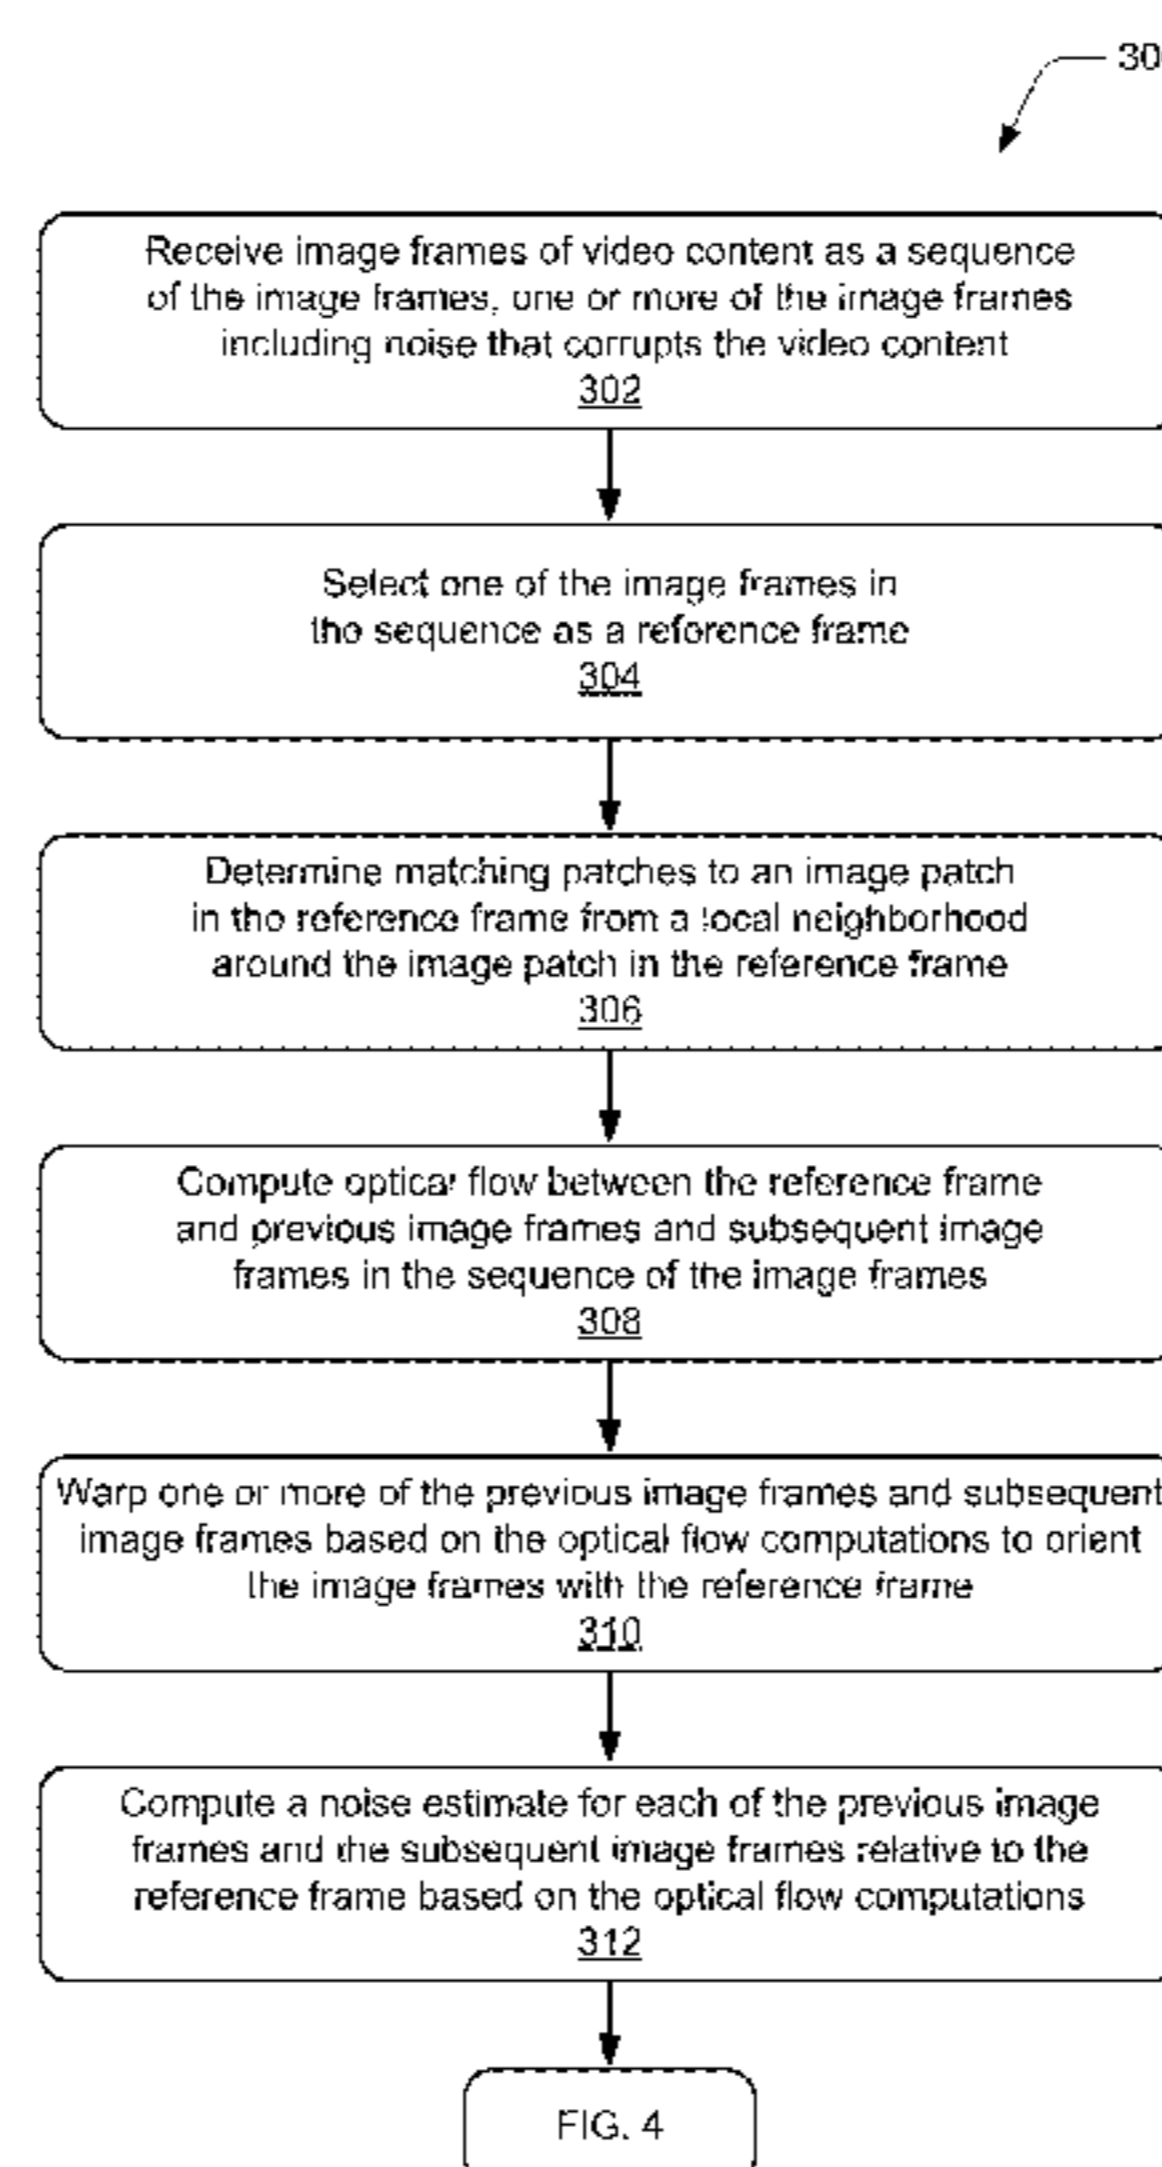 30
Receive image frames of video content as a sequence
of the image frames, one or more of the image frames
including noise that corrupts the video content
302
Select one of the image frames in
the sequence as a reference frame
304
Determine matching patches to an image patch
in the reference frame from a local neighborhood
around the image patch in the reference frame
306
Compute optical flow between the reference frame
and previous image frames and subsequent image
frames in the sequence of the image frames
308
Warp one or more of the previous image frames and subsequent
image frames based on the optical flow computations to orient
the image frames with the reference frame
310
Compute a noise estimate for each of the previous image
frames and the subsequent image frames relative to the
reference frame based on the optical flow computations
312
FIG. 4